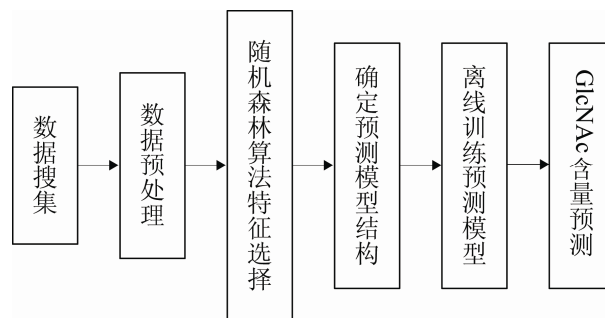 数据搜集
数据预处理
随机森林算法特征选择
确定预测模型结构
离线训练预测模型
GlcNAc含量预测